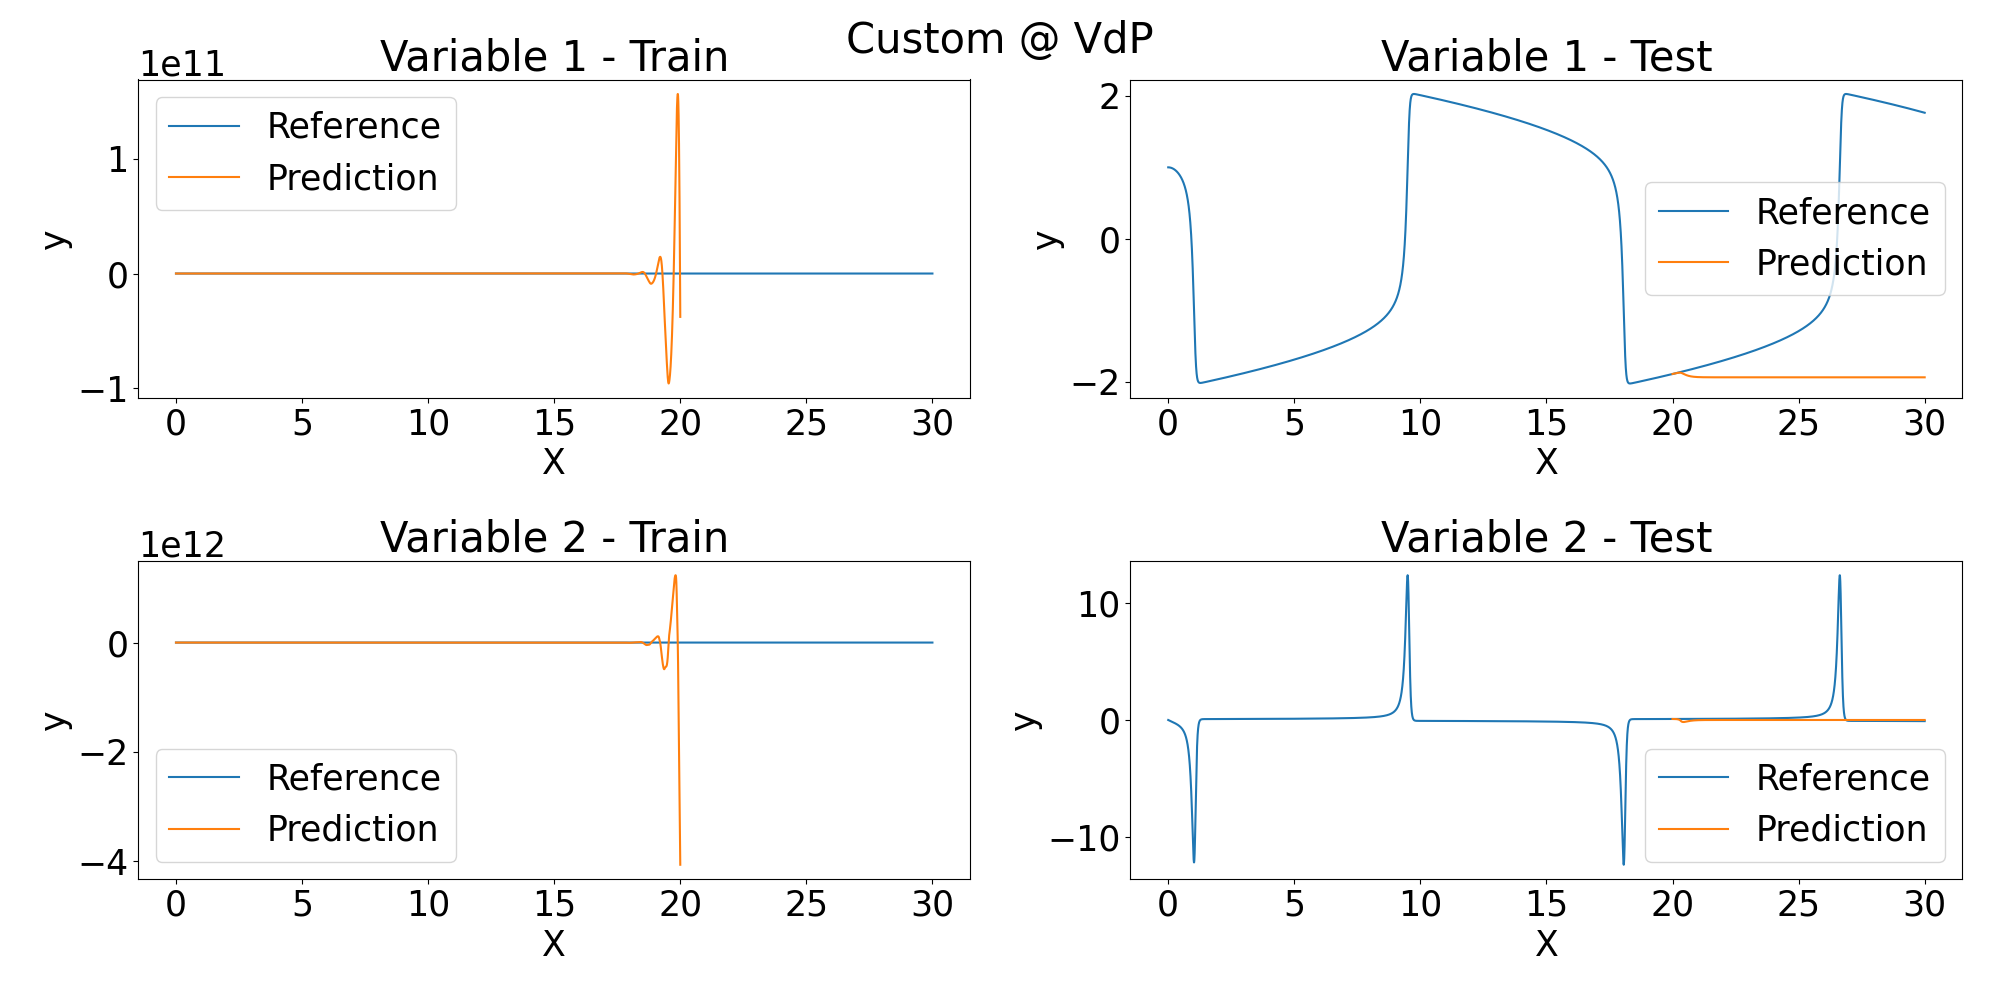 Custom @ VdP
Variable 1 - Train
1e11
1
0
−1
0 5 10 15 20 25 30
X
y
Reference
Prediction
Variable 1 - Test
2
0
−2
0 5 10 15 20 25 30
X
y
Reference
Prediction
Variable 2 - Train
1e12
0
−2
−4
0 5 10 15 20 25 30
X
y
Reference
Prediction
Variable 2 - Test
10
0
−10
0 5 10 15 20 25 30
X
y
Reference
Prediction